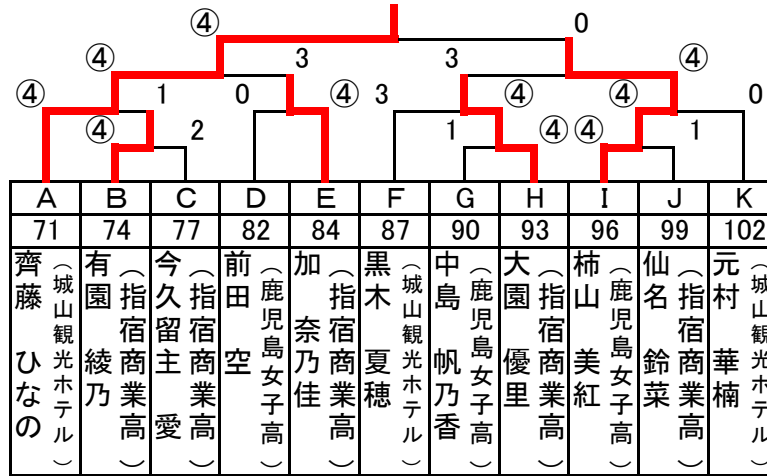 ④ 0
④ 3 3 ④
④ 1 0 ④ 3 ④ ④ 0
④ 2 1 ④ ④ 1
A B C D E F G H I J K
71 74 77 82 84 87 90 93 96 99 102
齊藤 ひなの
（城山観光ホテル）
有園 綾乃
（指宿商業高）
今久留主 愛
（指宿商業高）
前田 空
（鹿児島女子高）
加 奈乃佳
（指宿商業高）
黒木 夏穂
（城山観光ホテル）
中島 帆乃香
（鹿児島女子高）
大園 優里
（指宿商業高）
柿山 美紅
（鹿児島女子高）
仙名 鈴菜
（指宿商業高）
元村 華楠
（城山観光ホテル）